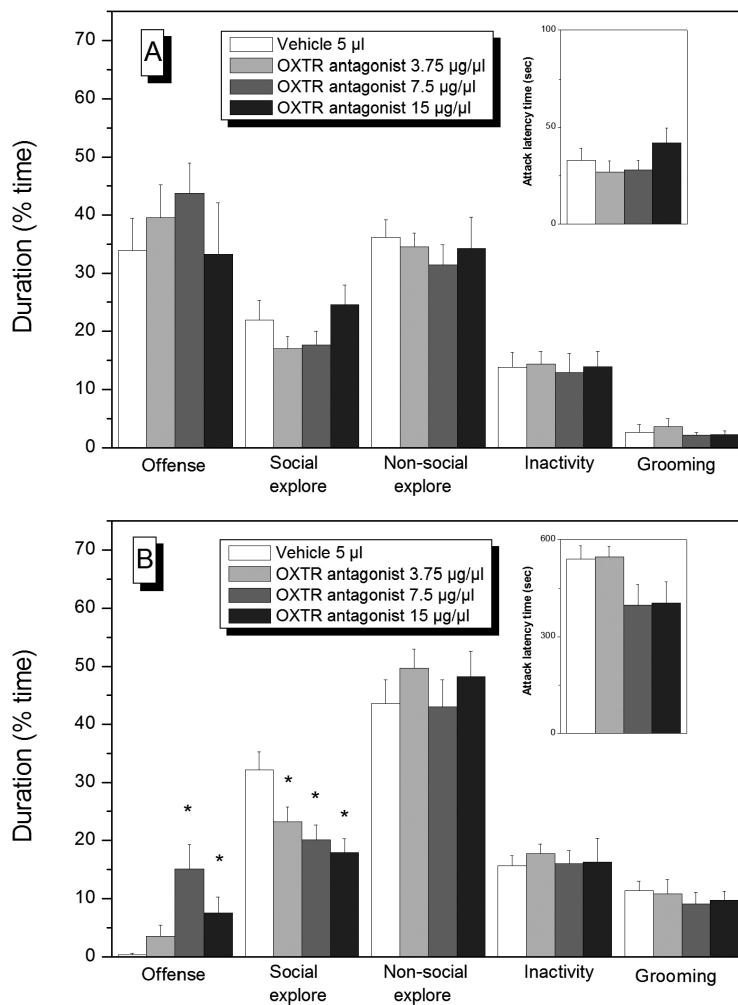 A
Vehicle 5 µl
OXTR antagonist 3.75 µg/µl
OXTR antagonist 7.5 µg/µl
OXTR antagonist 15 µg/µl
Attack latency time (sec)
100
50
0
Duration (% time)
70
60
50
40
30
20
10
0
Offense
Social
explore
Non-social
explore
Inactivity
Grooming
B
Vehicle 5 µl
OXTR antagonist 3.75 µg/µl
OXTR antagonist 7.5 µg/µl
OXTR antagonist 15 µg/µl
Attack latency time (sec)
600
300
0
Duration (% time)
70
60
50
40
30
20
10
0
*
*
*
*
*
Offense
Social
explore
Non-social
explore
Inactivity
Grooming